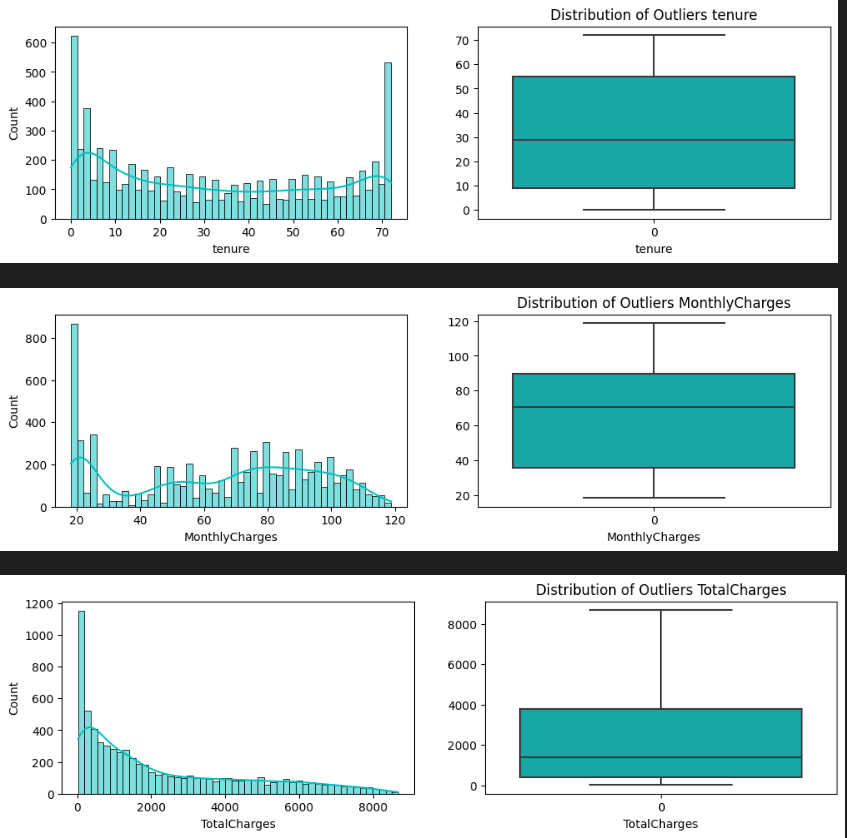 Distribution of Outliers tenure
600
500
400
300
200
100
0
Count
0 10 20 30 40 50 60 70
tenure
70
60
50
40
30
20
10
0
0
tenure
Distribution of Outliers MonthlyCharges
800
600
400
200
0
Count
20 40 60 80 100 120
MonthlyCharges
120
100
80
60
40
20
0
MonthlyCharges
Distribution of Outliers TotalCharges
1200
1000
800
600
400
200
0
Count
0 2000 4000 6000 8000
TotalCharges
8000
6000
4000
2000
0
0
TotalCharges